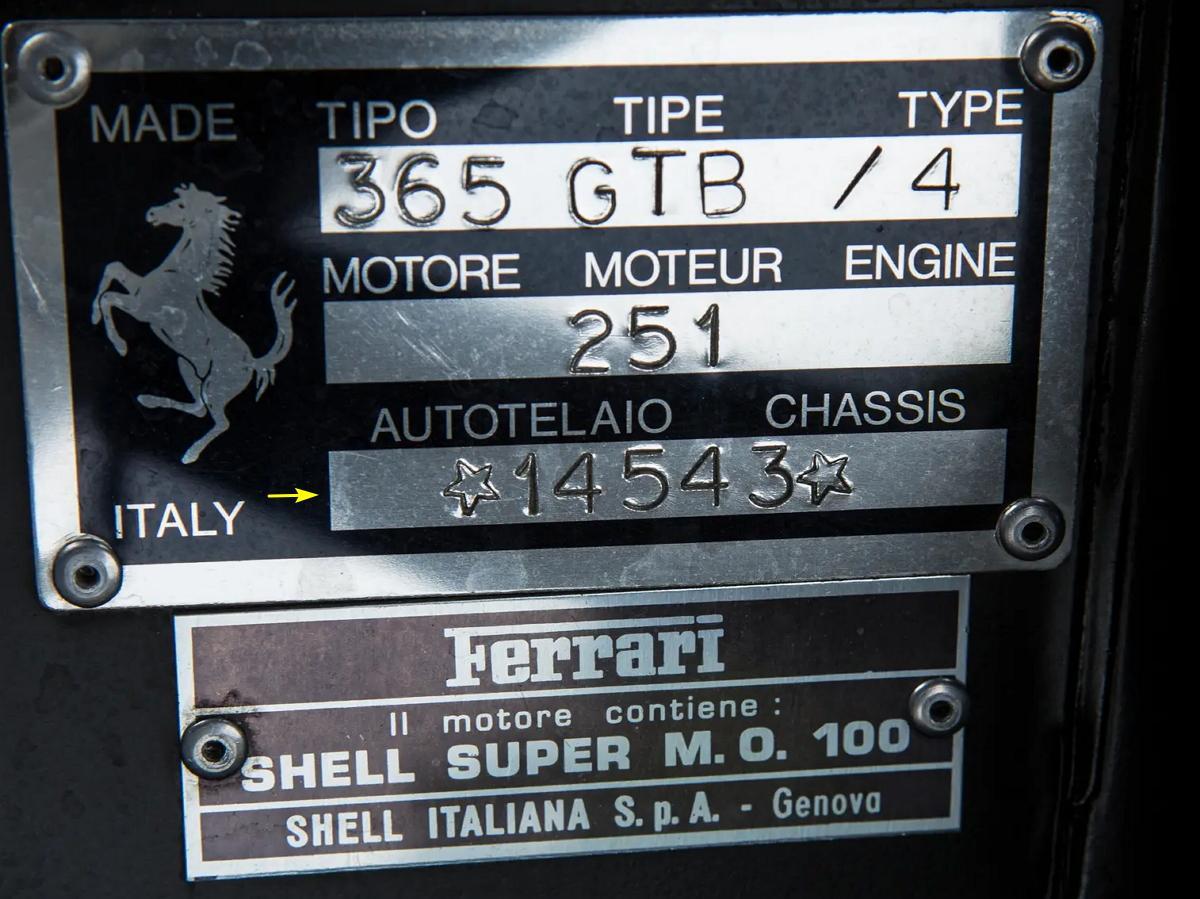 MADE TIPO TIPE TYPE
365 GTB / 4
MOTORE MOTEUR ENGINE
251
AUTOTELAIO CHASSIS
☆14543☆
ITALY
Ferrari
Il motore contiene :
SHELL SUPER M. O. 100
SHELL ITALIANA S. p. A. - Genova